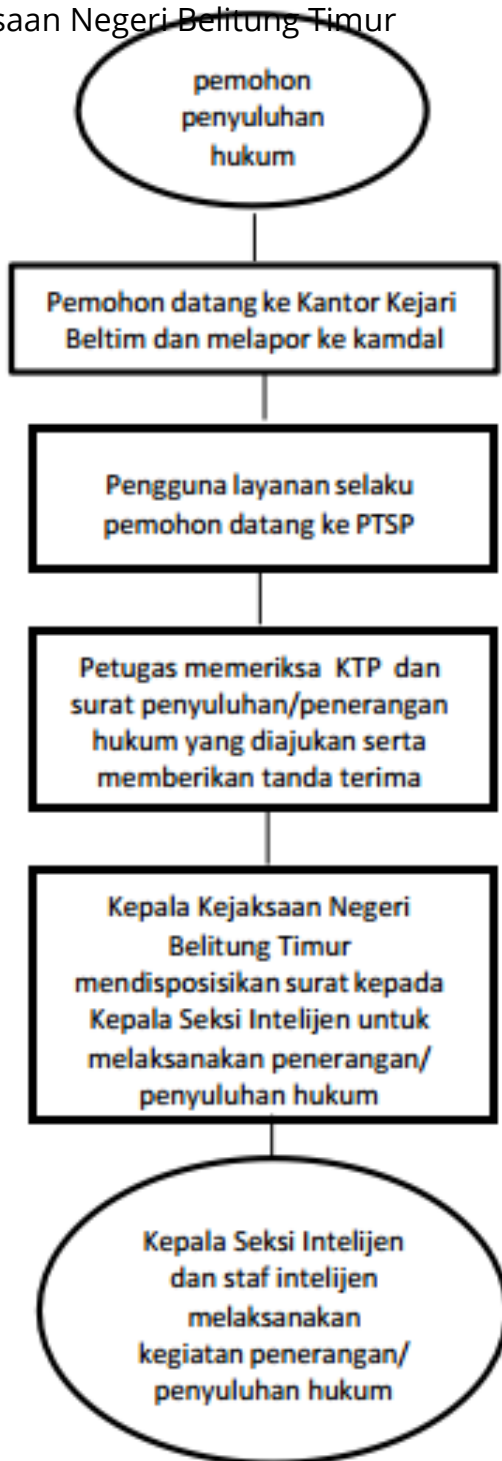 saan Negeri Belitung Timur
pemohon
penyuluhan
hukum
Pemohon datang ke Kantor Kejari
Beltim dan melapor ke kamdal
Pengguna layanan selaku
pemohon datang ke PTSP
Petugas memeriksa KTP dan
surat penyuluhan/penerangan
hukum yang diajukan serta
memberikan tanda terima
Kepala Kejaksaan Negeri
Belitung Timur
mendisposisikan surat kepada
Kepala Seksi Intelijen untuk
melaksanakan penerangan/
penyuluhan hukum
Kepala Seksi Intelijen
dan staf intelijen
melaksanakan
kegiatan penerangan/
penyuluhan hukum